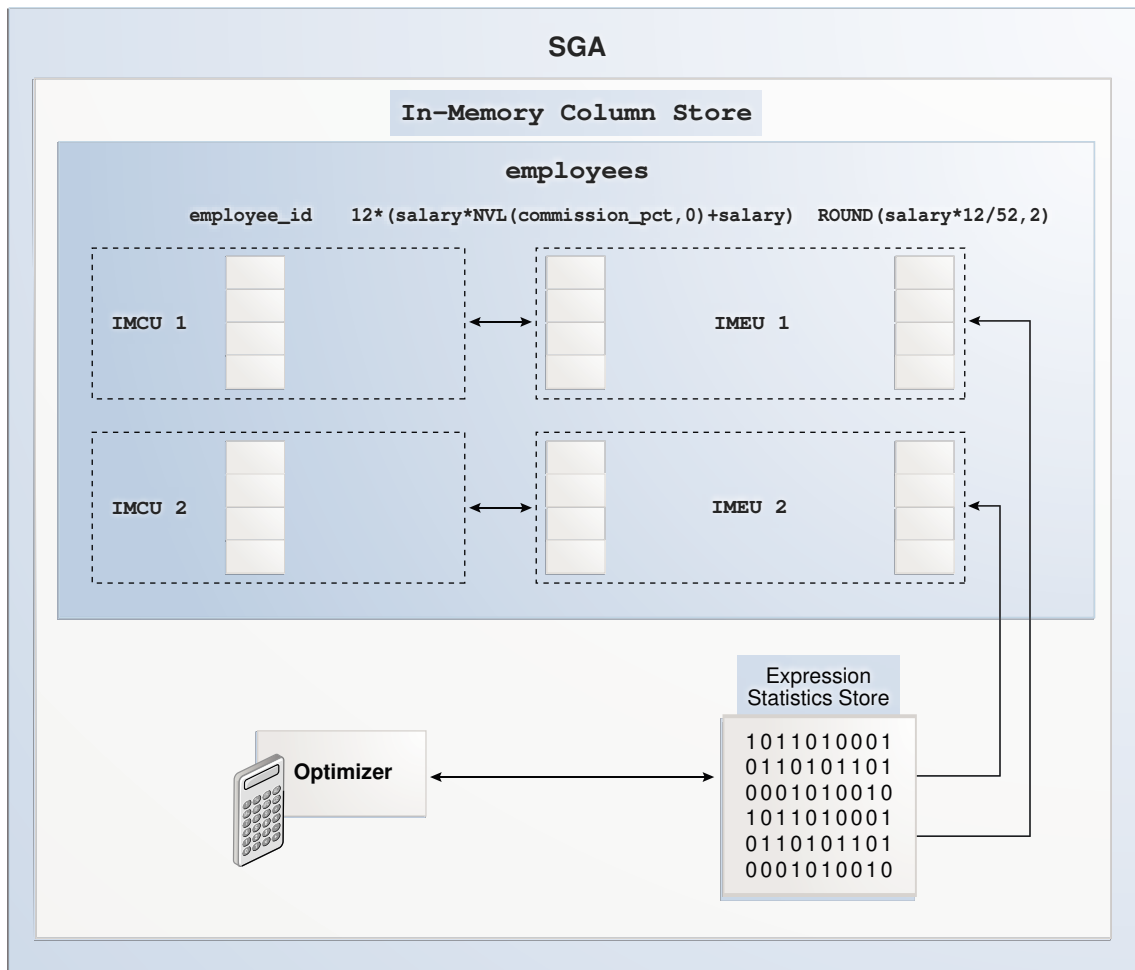 SGA
In-Memory Column Store
employees
employee_id 12*(salary*NVL(commission_pct,0)+salary) ROUND(salary*12/52,2)
IMCU 1 IMEU 1
IMCU 2 IMEU 2
Expression
Statistics Store
1011010001
0110101101
0001010010
1011010001
0110101101
0001010010
Optimizer